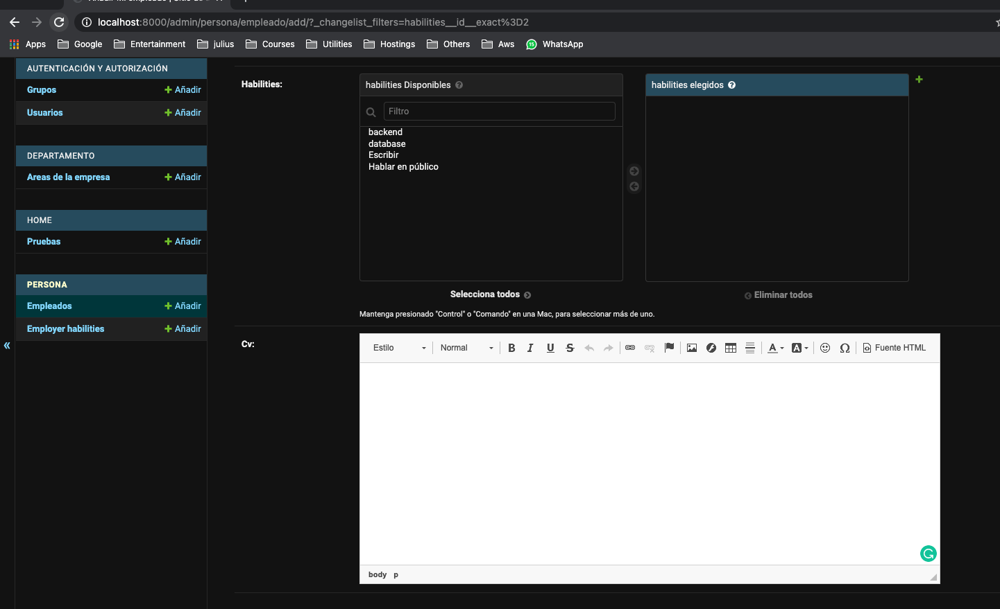 localhost:8000/admin/persona/empleado/add/?_changelist_filters=habilities__id__exact%3D2
Apps Google Entertainment julius Courses Utilities Hostings Others Aws 15 WhatsApp
AUTENTICACIÓN Y AUTORIZACIÓN
Grupos Añadir
Usuarios Añadir
DEPARTAMENTO
Areas de la empresa Añadir
HOME
Pruebas Añadir
PERSONA
Empleados Añadir
Employer habilities Añadir
«
Habilities:
habilities Disponibles
Filtro
backend
database
Escribir
Hablar en público
Selecciona todos
habilities elegidos
Eliminar todos
Mantenga presionado "Control" o "Comando" en una Mac, para seleccionar más de uno.
Cv:
Estilo Normal B I U S A A Ω Fuente HTML
body p